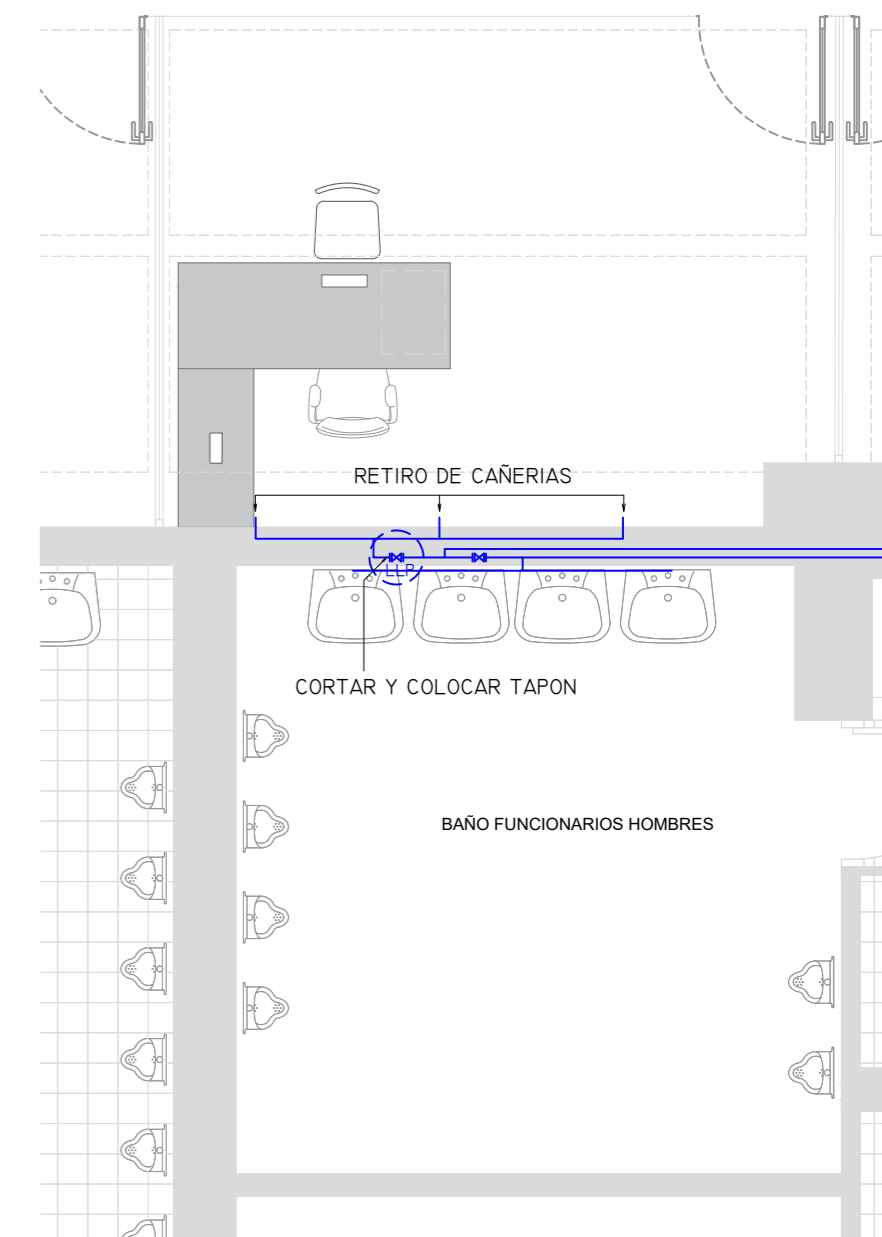 RETIRO DE CAÑERIAS
LLP
CORTAR Y COLOCAR TAPON
BAÑO FUNCIONARIOS HOMBRES